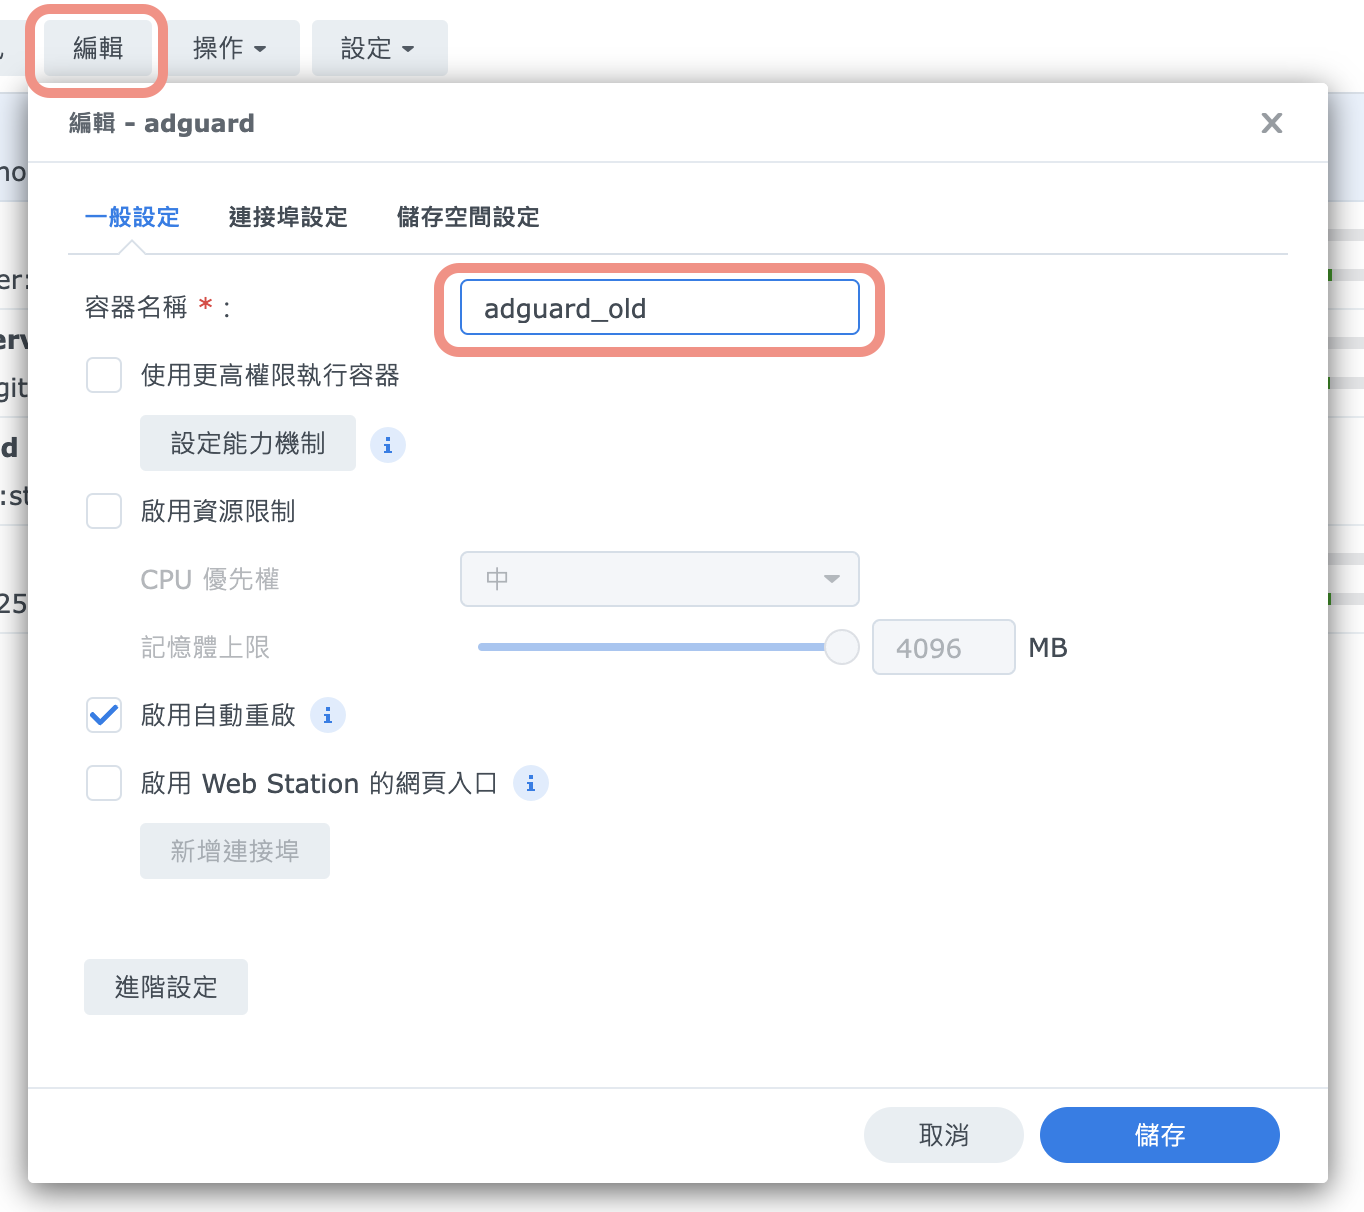 編輯
操作
設定
編輯 - adguard
一般設定
連接埠設定
儲存空間設定
容器名稱 * :
adguard_old
使用更高權限執行容器
設定能力機制
啟用資源限制
CPU 優先權
中
記憶體上限
4096
MB
啟用自動重啟
啟用 Web Station 的網頁入口
新增連接埠
進階設定
取消
儲存
er:
git
d
:st
25